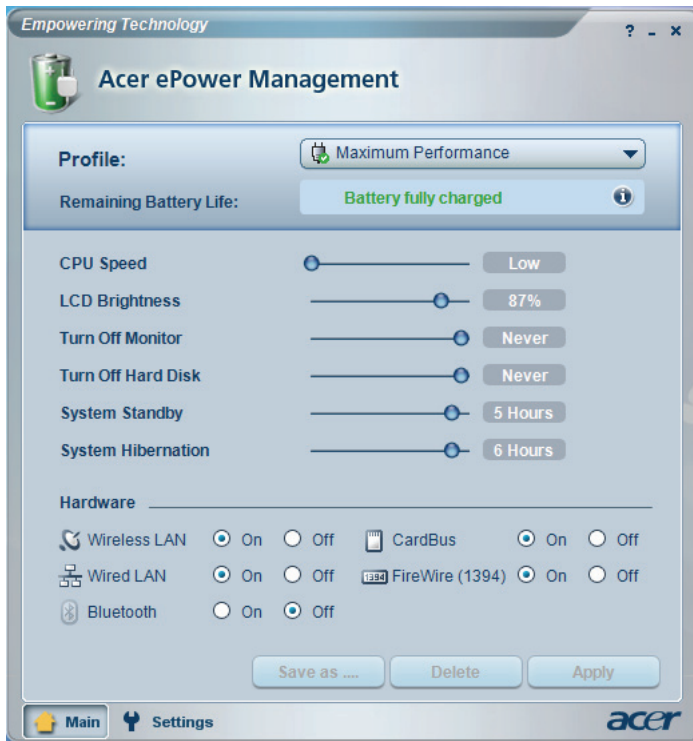 Empowering Technology
? - ×
Acer ePower Management
Profile: Maximum Performance
Remaining Battery Life: Battery fully charged i
CPU Speed Low
LCD Brightness 87%
Turn Off Monitor Never
Turn Off Hard Disk Never
System Standby 5 Hours
System Hibernation 6 Hours
Hardware
Wireless LAN On Off CardBus On Off
Wired LAN On Off 1394 FireWire (1394) On Off
Bluetooth On Off
Save as .... Delete Apply
Main Settings acer